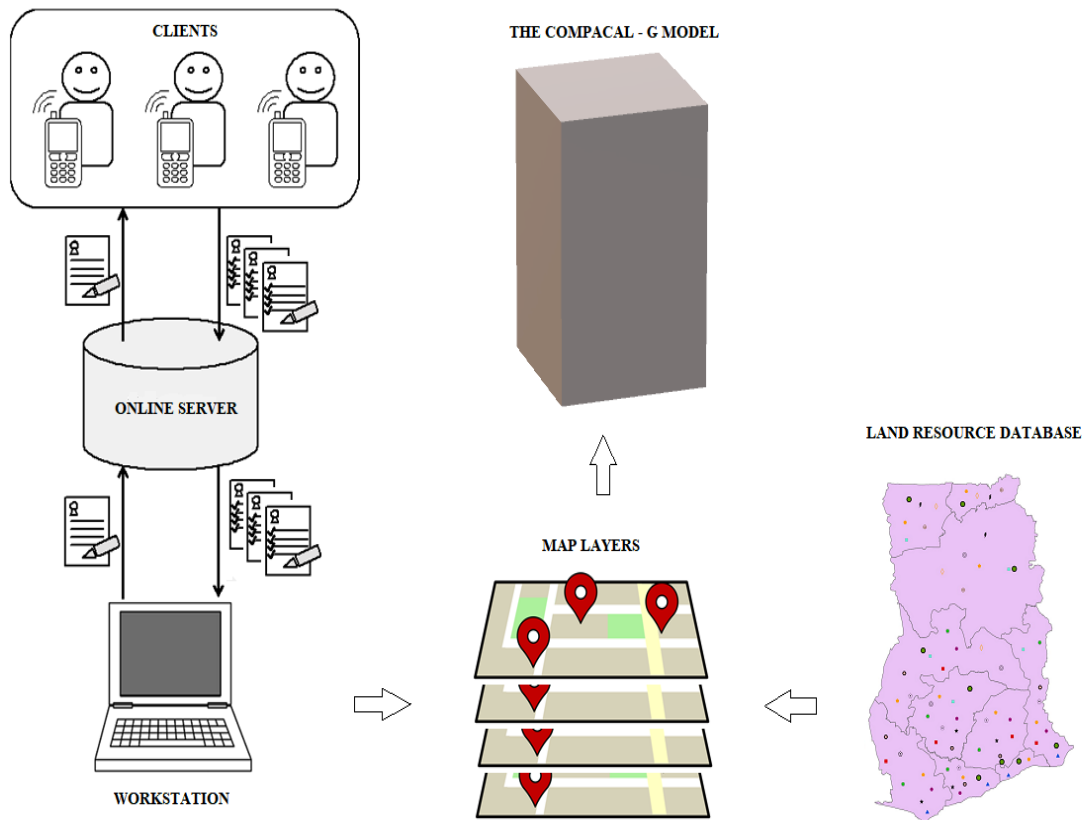 CLIENTS
THE COMPACAL - G MODEL
ONLINE SERVER
LAND RESOURCE DATABASE
MAP LAYERS
WORKSTATION